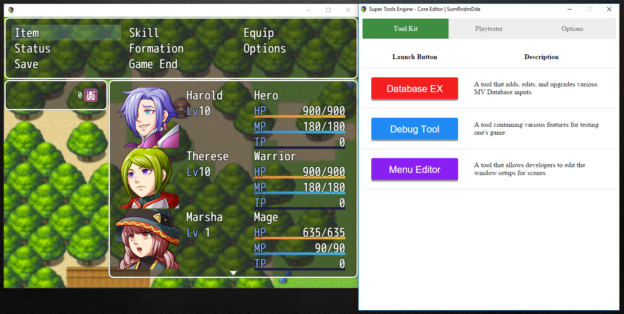 Item Skill Equip
Status Formation Options
Save Game End
0
Harold Hero
Lv10 HP 900/900
MP 180/180
TP 0
Therese Warrior
Lv10 HP 900/900
MP 180/180
TP 0
Marsha Mage
Lv 1 HP 635/635
MP 90/90
TP 0
Super Tools Engine - Core Editor | SumRndmDde
Tool Kit Playtester Options
Launch Button Description
Database EX
A tool that adds, edits, and upgrades various
MV Database inputs.
Debug Tool
A tool containing various features for testing
one's game.
Menu Editor
A tool that allows developers to edit the
window setups for scenes.